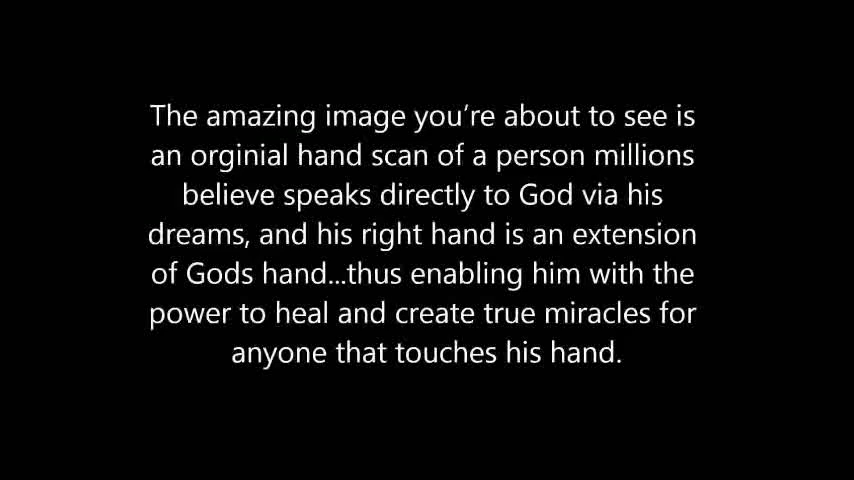 The amazing image you’re about to see is
an orginial hand scan of a person millions
believe speaks directly to God via his
dreams, and his right hand is an extension
of Gods hand...thus enabling him with the
power to heal and create true miracles for
anyone that touches his hand.